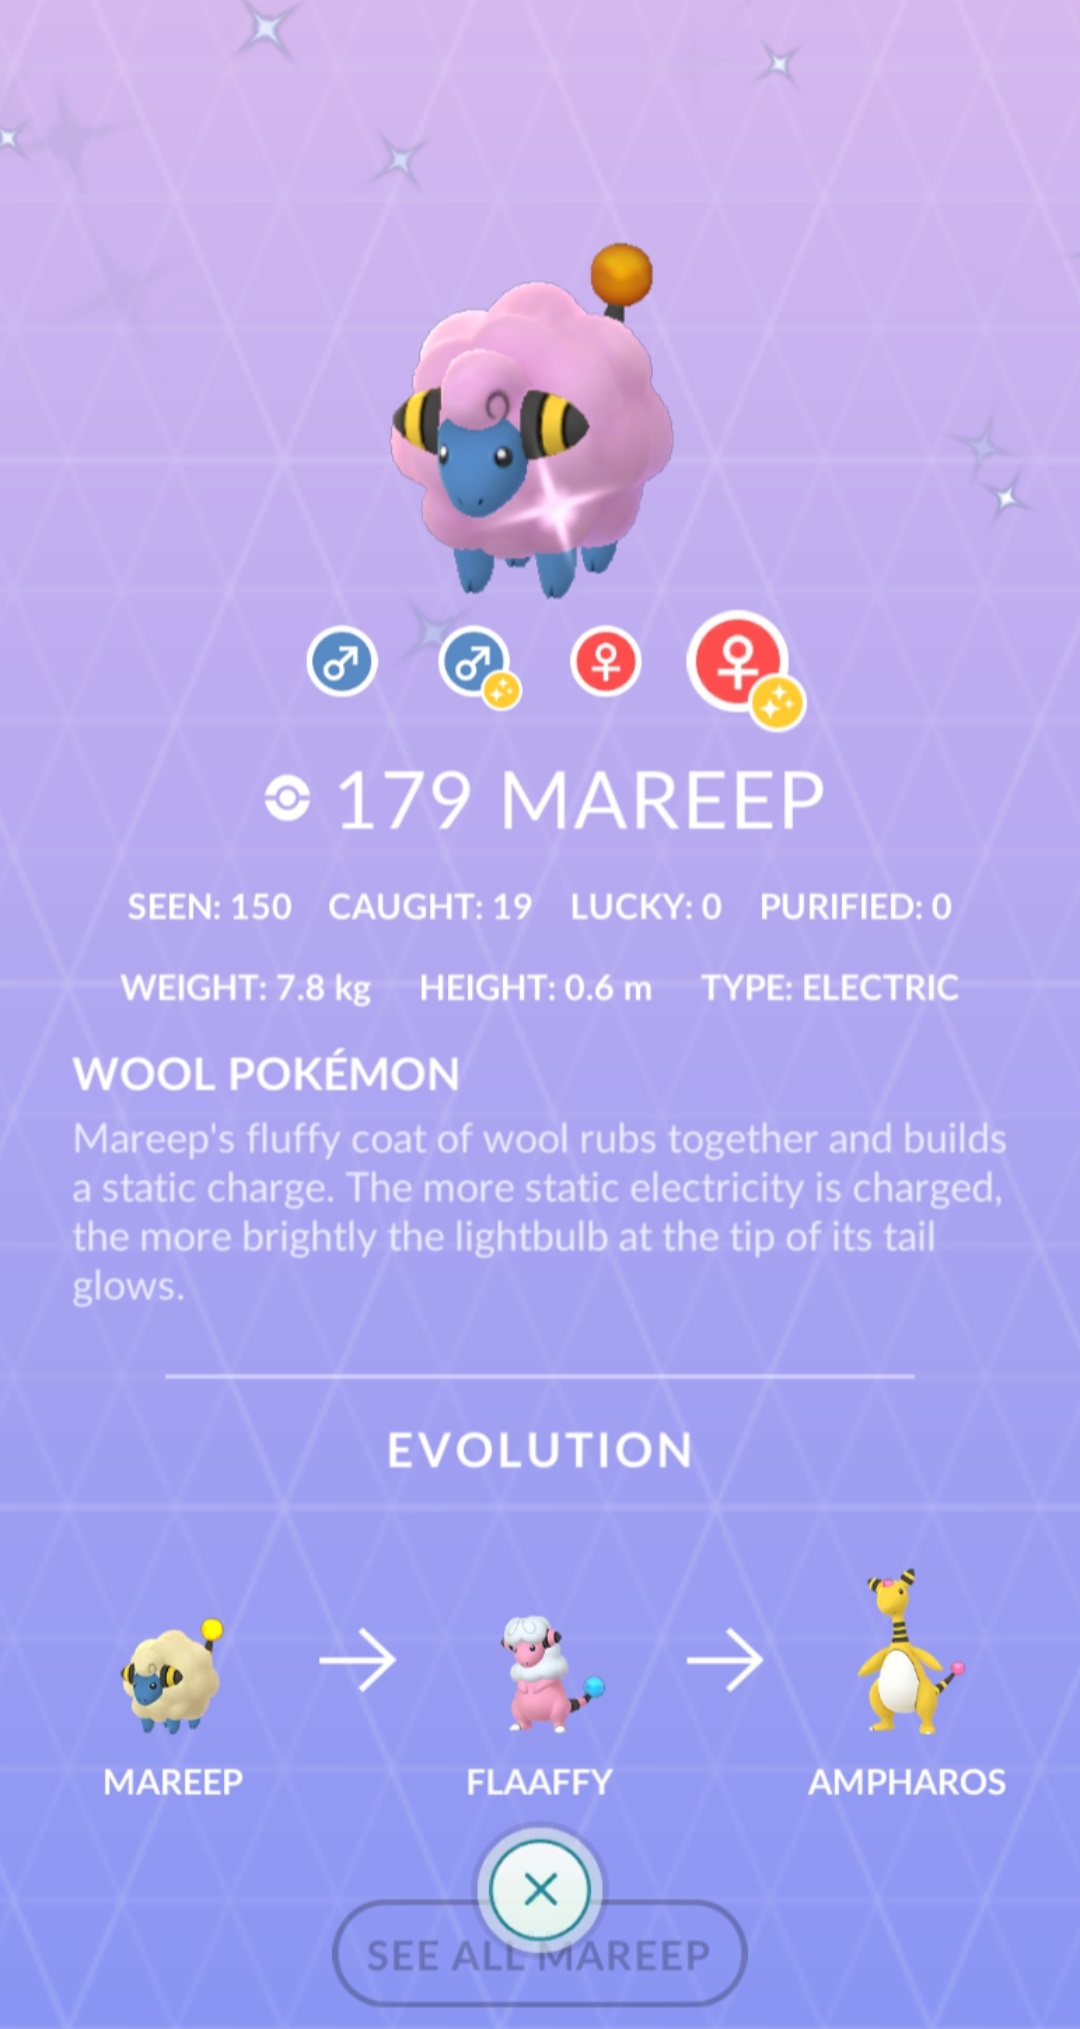 179 MAREEP
SEEN: 150 CAUGHT: 19 LUCKY: 0 PURIFIED: 0
WEIGHT: 7.8 kg HEIGHT: 0.6 m TYPE: ELECTRIC
WOOL POKÉMON
Mareep's fluffy coat of wool rubs together and builds
a static charge. The more static electricity is charged,
the more brightly the lightbulb at the tip of its tail
glows.
EVOLUTION
MAREEP FLAAFFY AMPHAROS
SEE ALL MAREEP